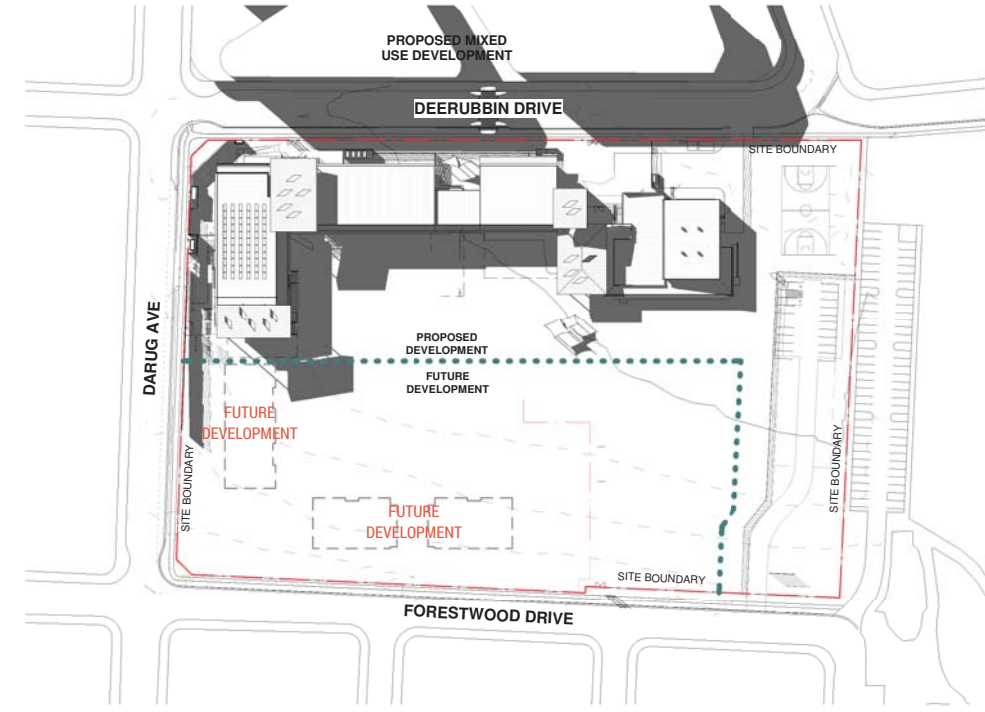 PROPOSED MIXED
USE DEVELOPMENT
DEERUBBIN DRIVE
SITE BOUNDARY
DARUG AVE
PROPOSED
DEVELOPMENT
FUTURE
DEVELOPMENT
FUTURE
DEVELOPMENT
SITE BOUNDARY
SITE BOUNDARY
FUTURE
DEVELOPMENT
SITE BOUNDARY
FORESTWOOD DRIVE